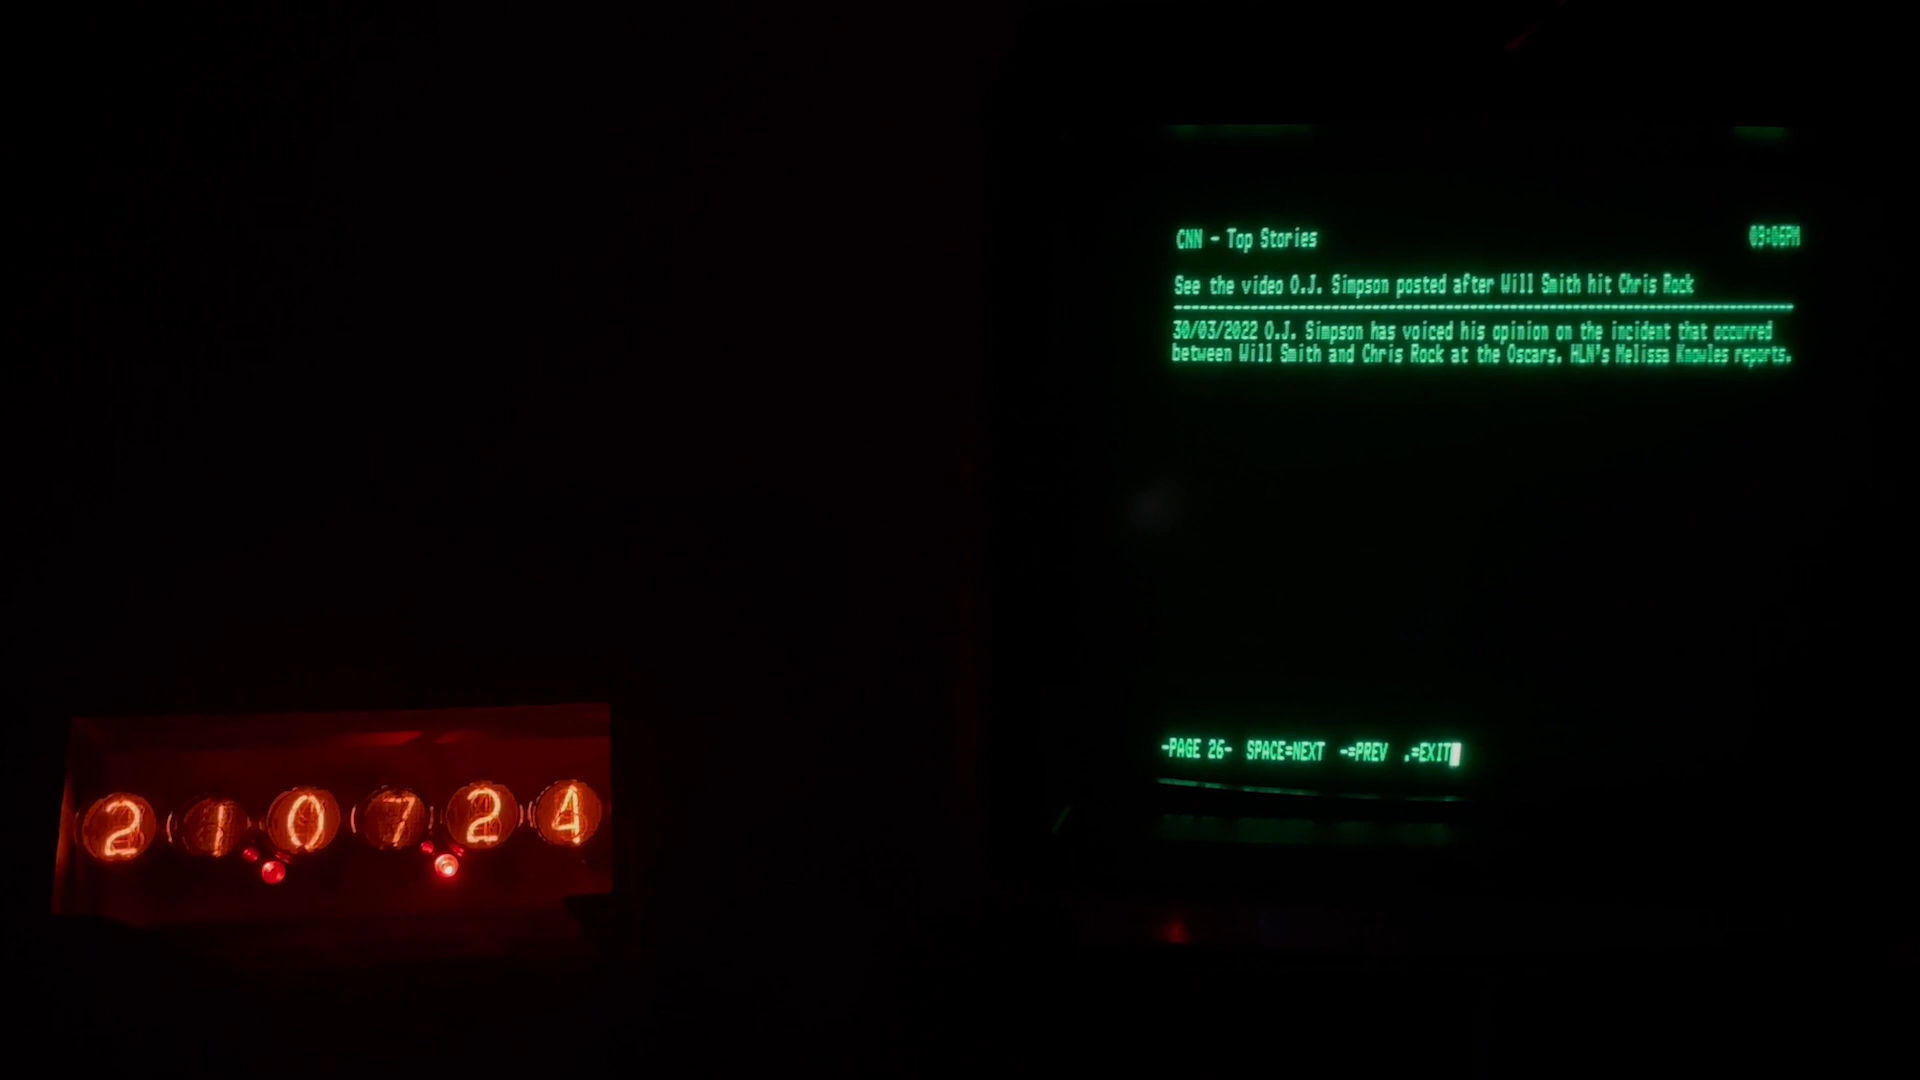 CNN - Top Stories 09:06PM
See the video O.J. Simpson posted after Will Smith hit Chris Rock
30/03/2022 O.J. Simpson has voiced his opinion on the incident that occurred
between Will Smith and Chris Rock at the Oscars. HLN's Melissa Knowles reports.
-PAGE 26- SPACE=NEXT -=PREV .=EXIT
210724